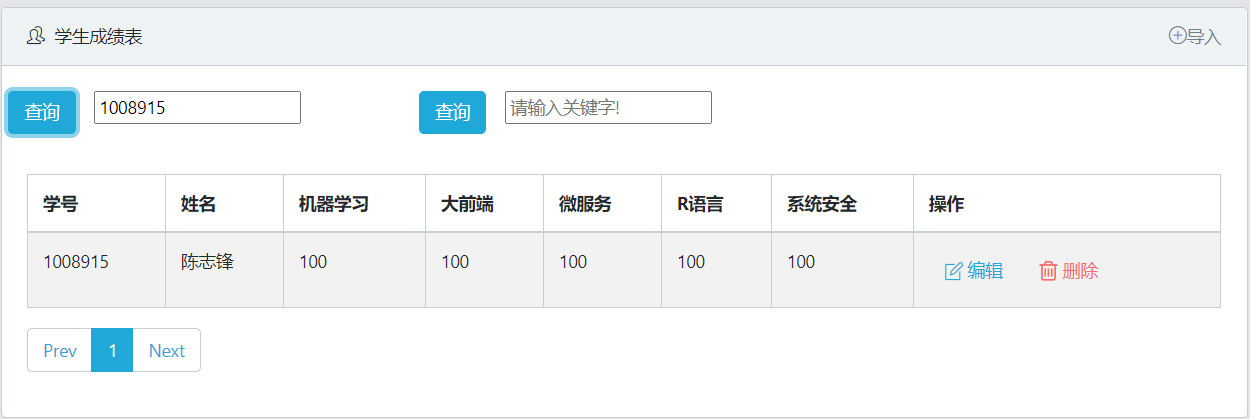 学生成绩表 导入
查询 1008915 查询 请输入关键字!
学号 姓名 机器学习 大前端 微服务 R语言 系统安全 操作
1008915 陈志锋 100 100 100 100 100 编辑 删除
Prev 1 Next